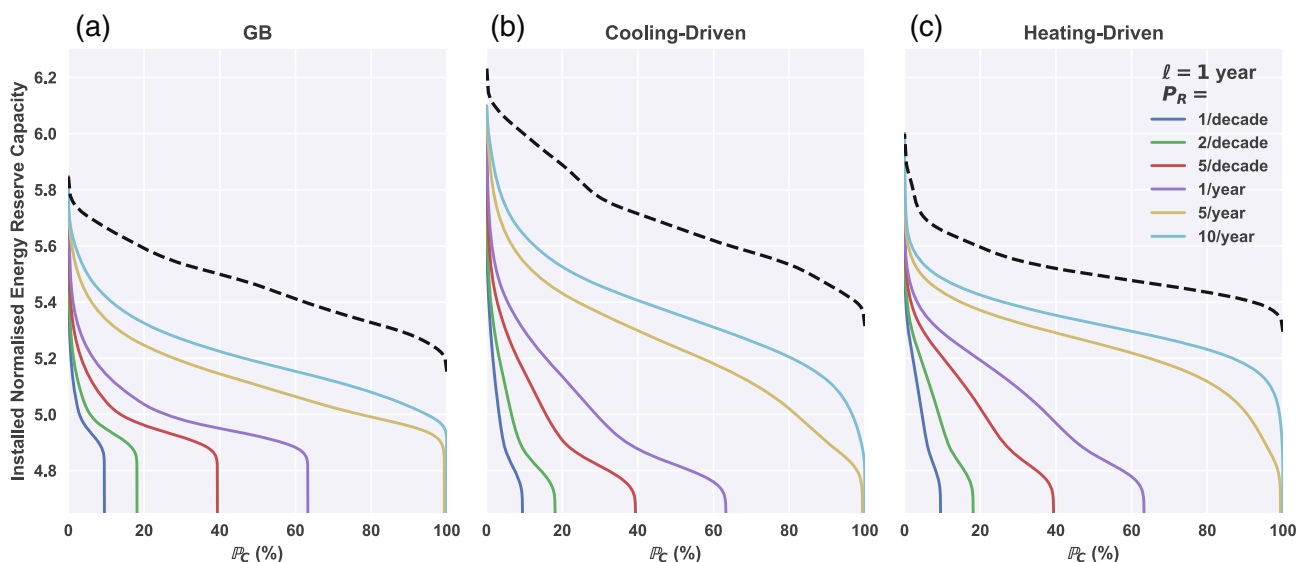 (a)
GB
(b)
Cooling-Driven
(c)
Heating-Driven
Installed Normalised Energy Reserve Capacity
6.2
6.0
5.8
5.6
5.4
5.2
5.0
4.8
ℓ = 1 year
P_R =
1/decade
2/decade
5/decade
1/year
5/year
10/year
0 20 40 60 80 100
0 20 40 60 80 100
0 20 40 60 80 100
ℙ_C (%)
ℙ_C (%)
ℙ_C (%)